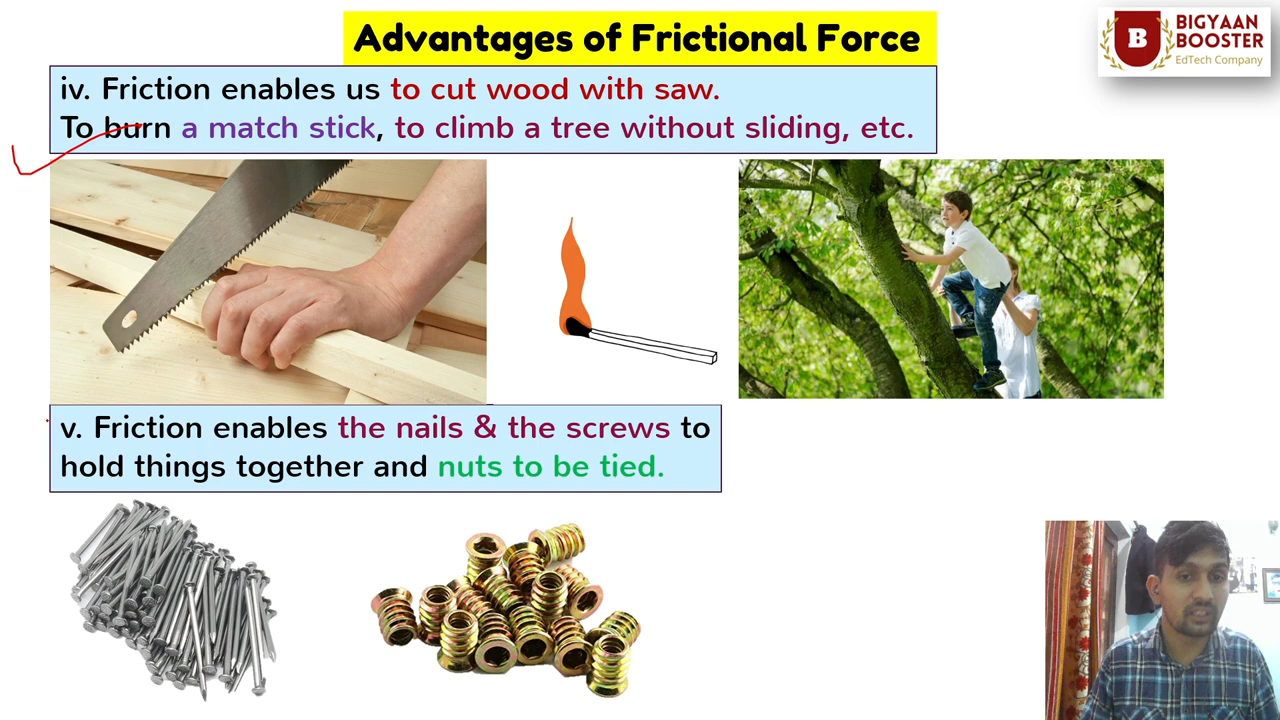 Advantages of Frictional Force
B
BIGYAAN
BOOSTER
EdTech Company
iv. Friction enables us to cut wood with saw.
To burn a match stick, to climb a tree without sliding, etc.
v. Friction enables the nails & the screws to
hold things together and nuts to be tied.